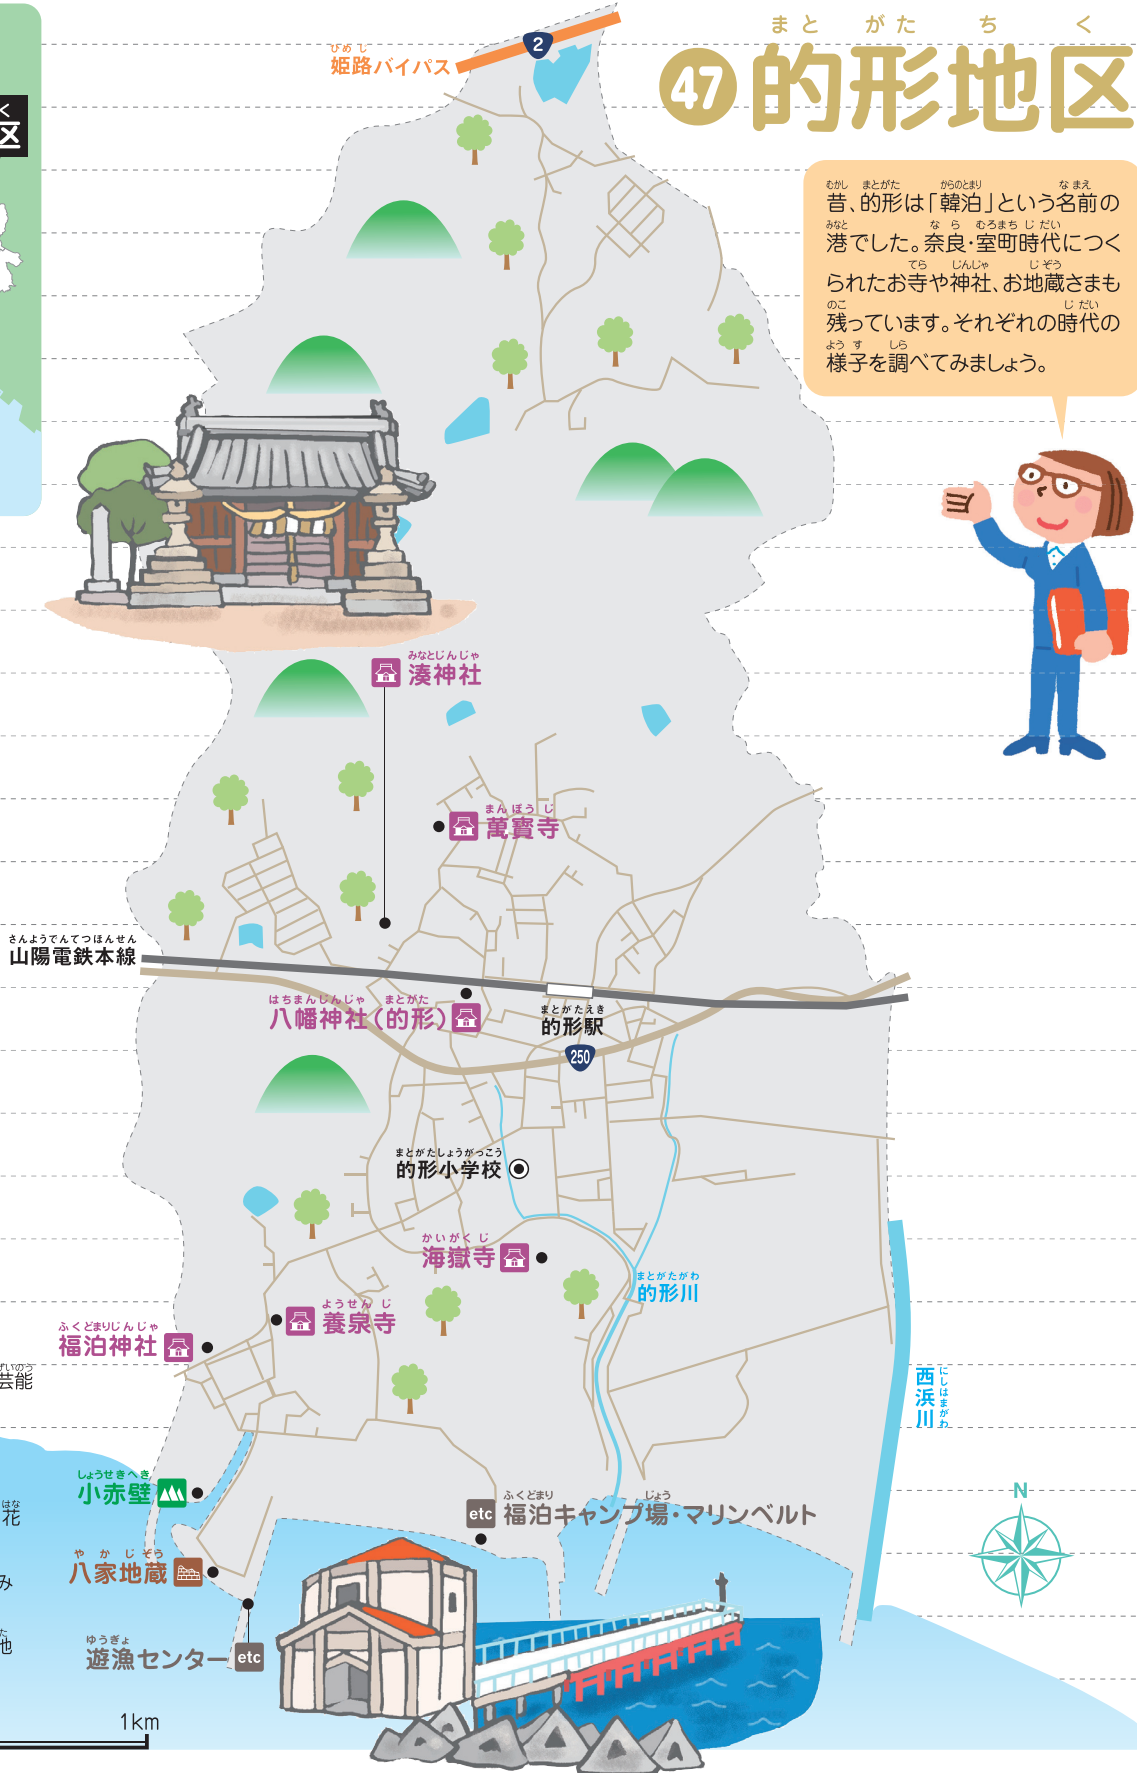 まとがたちく
47 的形地区
ひめじ
姫路バイパス
2
く
区
むかし まとがた からのとまり なまえ
昔、的形は「韓泊」という名前の
みなと なら むろまち じだい
港でした。奈良・室町時代につく
てら じんじゃ じぞう
られたお寺や神社、お地蔵さまも
のこ じだい
残っています。それぞれの時代の
ようす しら
様子を調べてみましょう。
みなとじんじゃ
湊神社
まんぽうじ
萬寳寺
さんようでんてつほんせん
山陽電鉄本線
はちまんじんじゃ まとがた
八幡神社(的形)
まとがたえき
的形駅
250
まとがたしょうがっこう
的形小学校
かいがくじ
海嶽寺
まとがたがわ
的形川
ようせんじ
養泉寺
ふくどまりじんじゃ
福泊神社
げいのう
芸能
にしはまがわ
西浜川
しょうせきへき
小赤壁
はな
花
ふくどまり じょう
etc 福泊キャンプ場・マリンベルト
N
やかじぞう
八家地蔵
み
た
地
ゆうぎょ
遊漁センター etc
1km